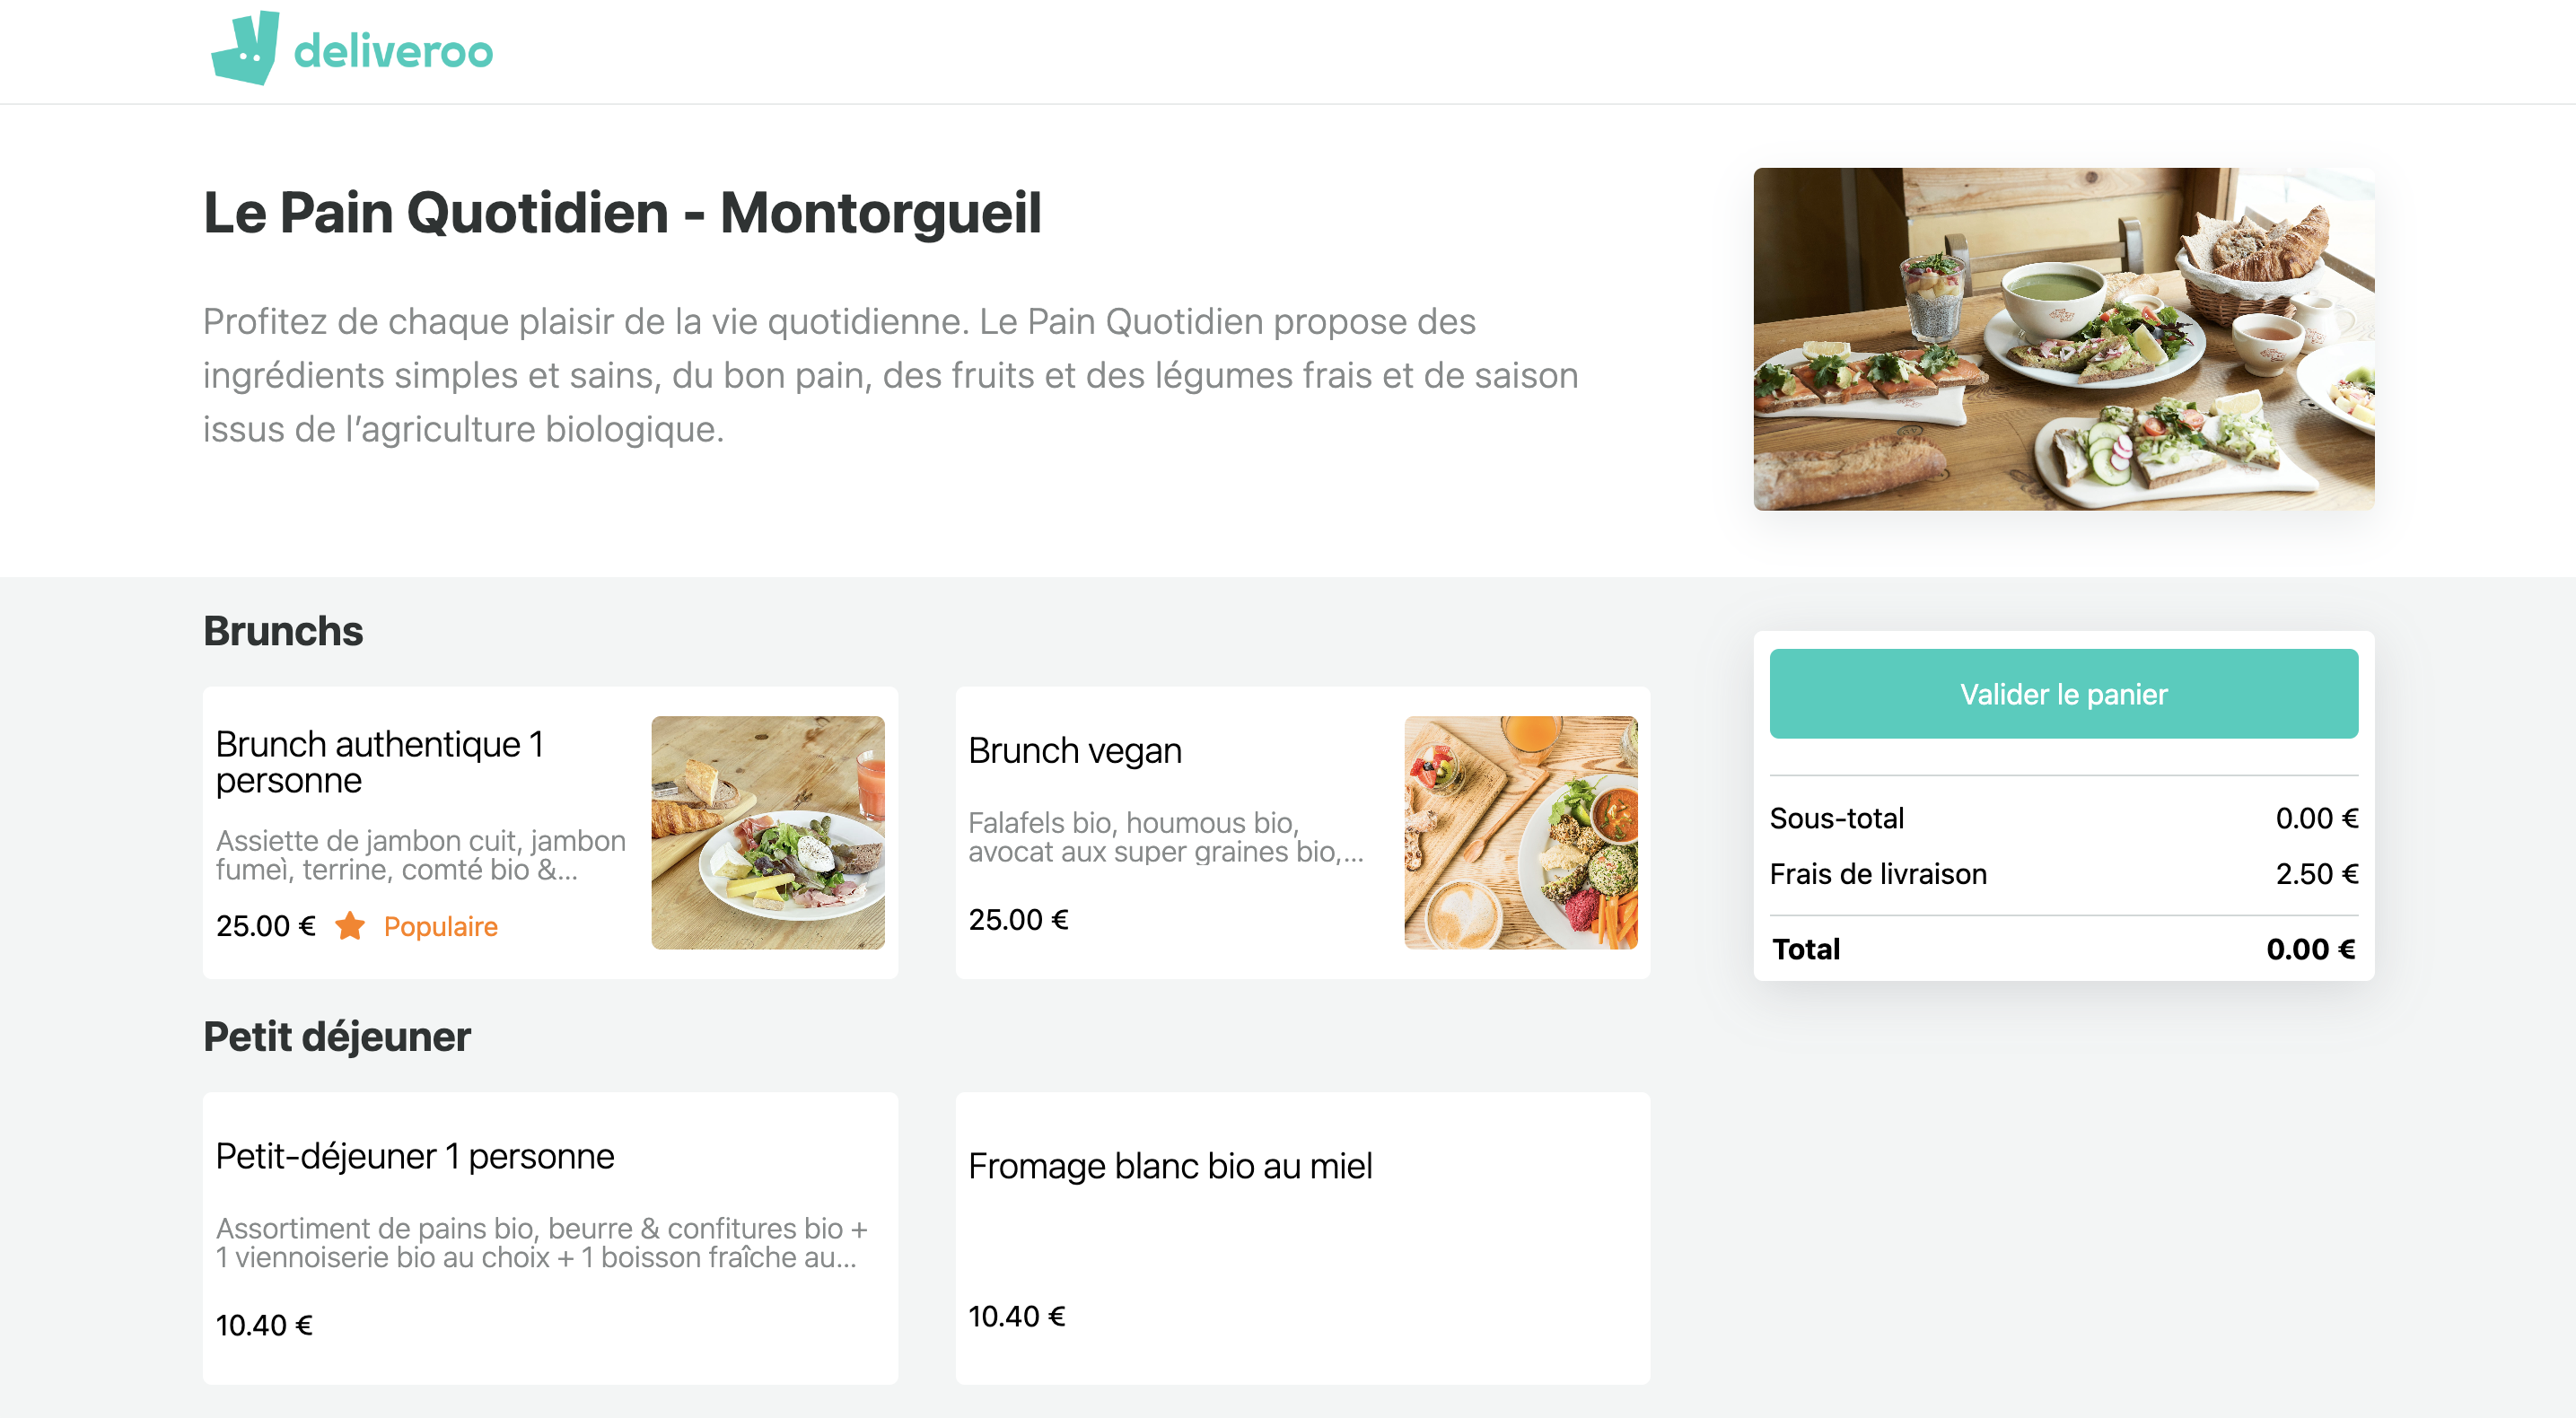 deliveroo
Le Pain Quotidien - Montorgueil
Profitez de chaque plaisir de la vie quotidienne. Le Pain Quotidien propose des
ingrédients simples et sains, du bon pain, des fruits et des légumes frais et de saison
issus de l’agriculture biologique.
Brunchs
Brunch authentique 1
personne
Assiette de jambon cuit, jambon
fumeì, terrine, comté bio &...
25.00 € Populaire
Brunch vegan
Falafels bio, houmous bio,
avocat aux super graines bio,...
25.00 €
Petit déjeuner
Petit-déjeuner 1 personne
Assortiment de pains bio, beurre & confitures bio +
1 viennoiserie bio au choix + 1 boisson fraîche au...
10.40 €
Fromage blanc bio au miel
10.40 €
Valider le panier
Sous-total 0.00 €
Frais de livraison 2.50 €
Total 0.00 €